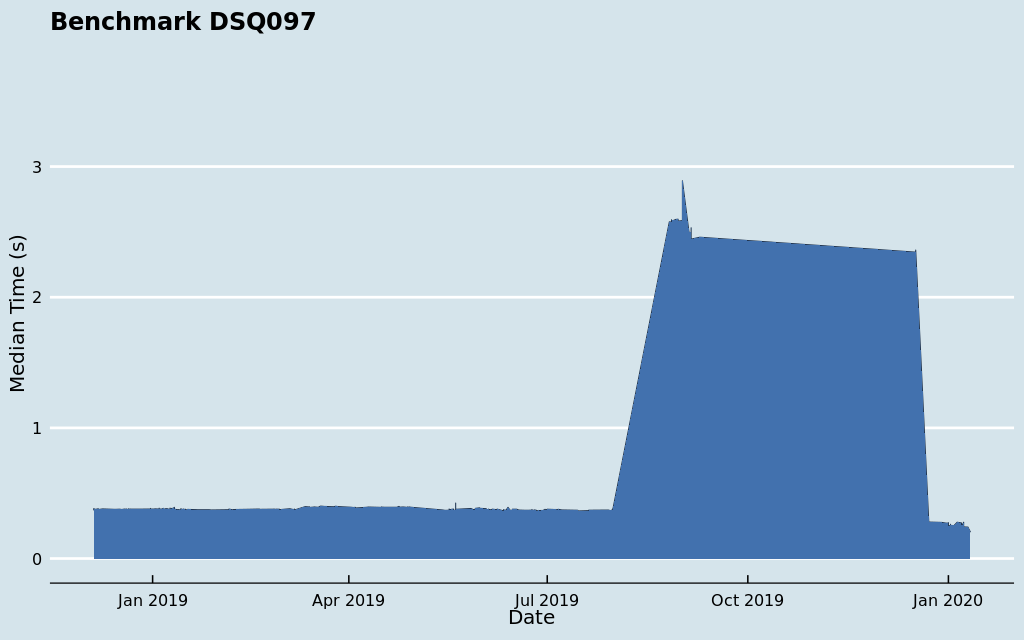 Benchmark DSQ097
Median Time (s)
3
2
1
0
Jan 2019
Apr 2019
Jul 2019
Oct 2019
Jan 2020
Date